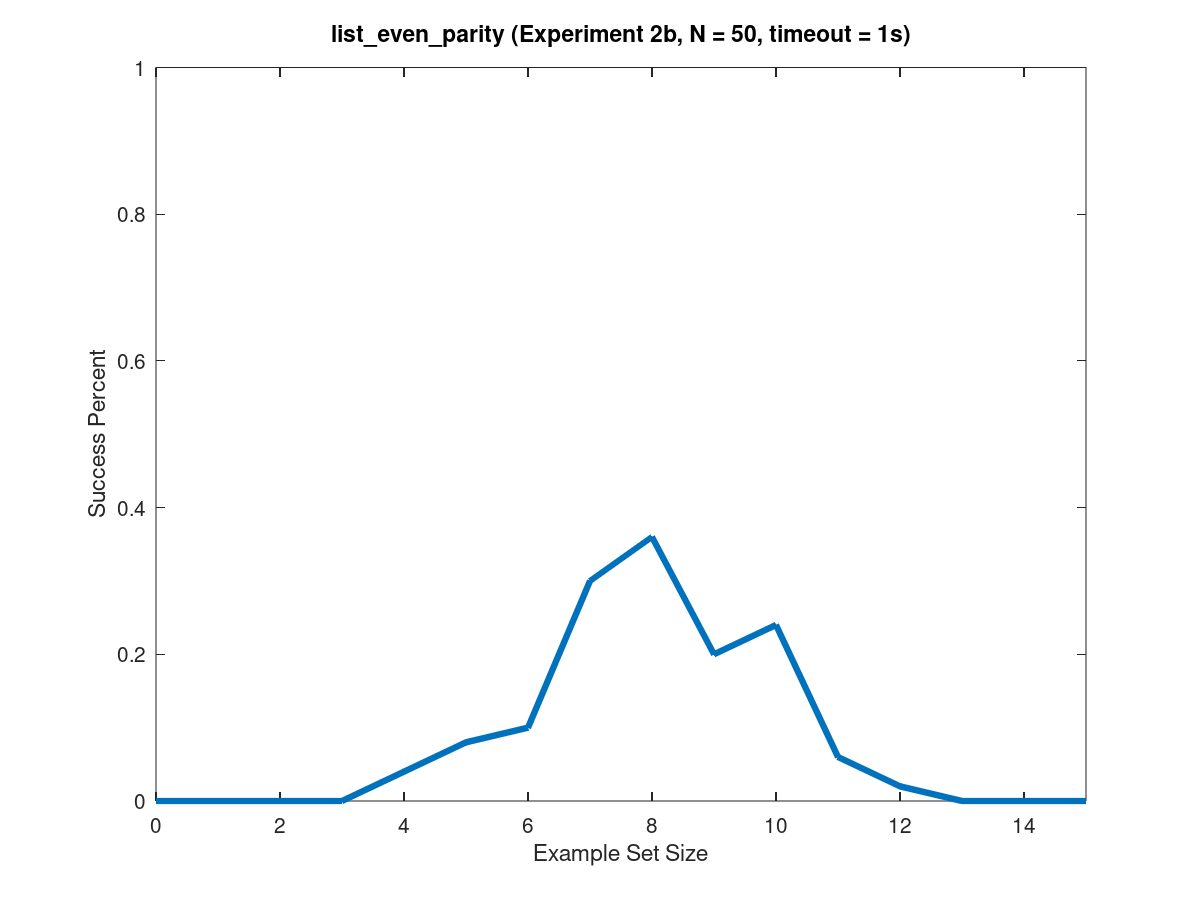 list_even_parity (Experiment 2b, N = 50, timeout = 1s)
1
0.8
0.6
0.4
0.2
0
Success Percent
0 2 4 6 8 10 12 14
Example Set Size